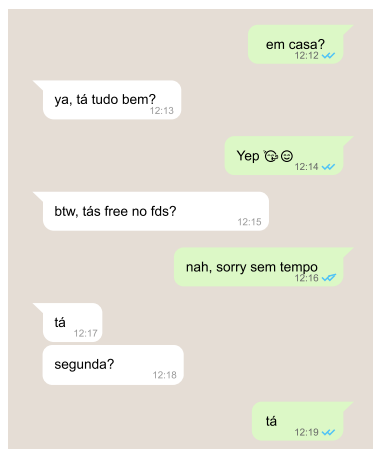 em casa?
12:12
ya, tá tudo bem?
12:13
Yep 😘☺
12:14
btw, tás free no fds?
12:15
nah, sorry sem tempo
12:16
tá
12:17
segunda?
12:18
tá
12:19